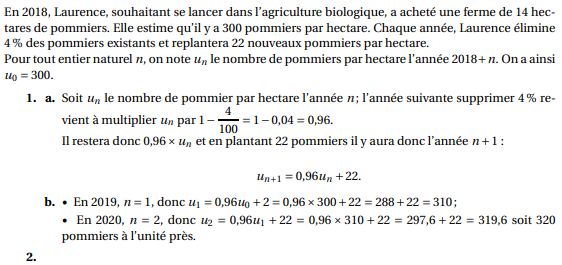 En 2018, Laurence, souhaitant se lancer dans l'agriculture biologique, a acheté une ferme de 14 hec-
tares de pommiers. Elle estime qu'il y a 300 pommiers par hectare. Chaque année, Laurence élimine
4 % des pommiers existants et replantera 22 nouveaux pommiers par hectare.
Pour tout entier naturel n, on note uₙ le nombre de pommiers par hectare l'année 2018+n. On a ainsi
u₀ = 300.
1. a. Soit uₙ le nombre de pommier par hectare l'année n; l'année suivante supprimer 4 % re-
vient à multiplier uₙ par 1 − 4/100 = 1 − 0,04 = 0,96.
Il restera donc 0,96 × uₙ et en plantant 22 pommiers il y aura donc l'année n + 1 :
uₙ₊₁ = 0,96uₙ + 22.
b. • En 2019, n = 1, donc u₁ = 0,96u₀ + 2 = 0,96 × 300 + 22 = 288 + 22 = 310;
• En 2020, n = 2, donc u₂ = 0,96u₁ + 22 = 0,96 × 310 + 22 = 297,6 + 22 = 319,6 soit 320
pommiers à l'unité près.
2.